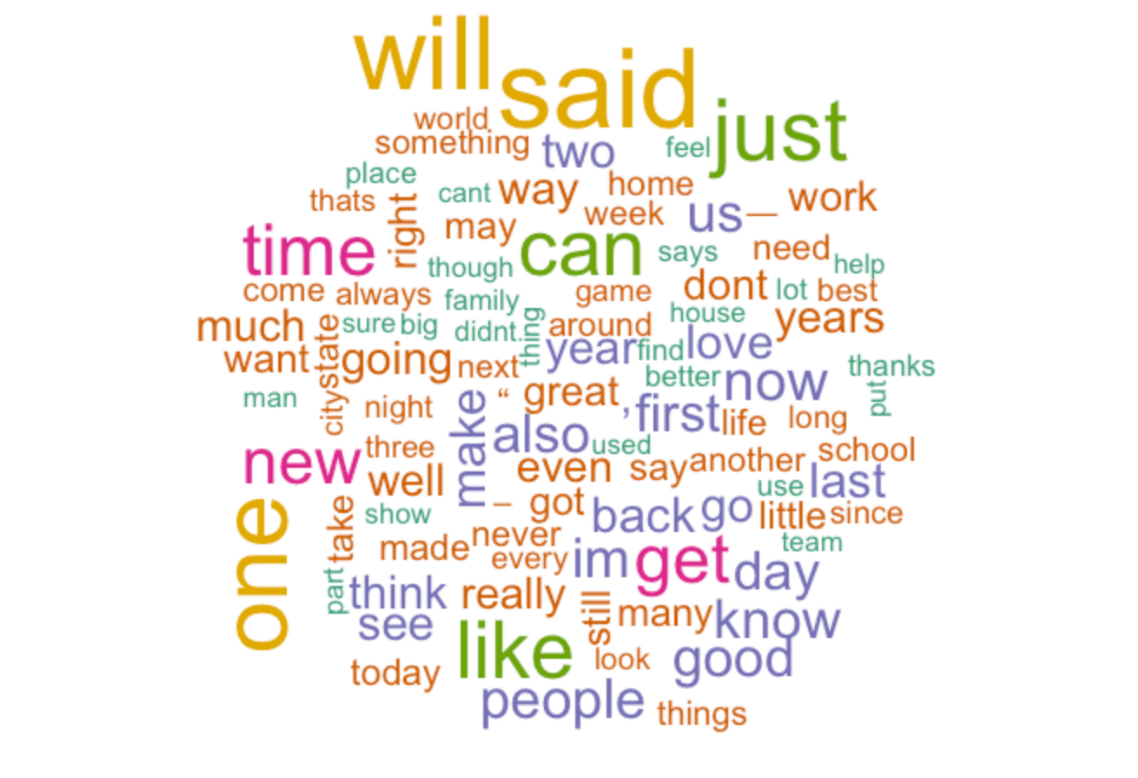 will
said
just
world
something
two
feel
place
cant
way
home
thats
right
may
week
us
—
work
time
though
can
says
need
help
come
always
family
game
dont
lot
best
much
state
sure
big
didnt
thing
around
house
years
want
going
next
year
find
love
thanks
man
city
night
“
great
better
now
put
make
,
first
life
long
new
three
also
used
well
even
say
another
school
one
take
show
–
got
back
go
use
last
little
since
made
never
every
im
get
day
team
part
think
really
still
many
know
see
like
look
good
today
people
things